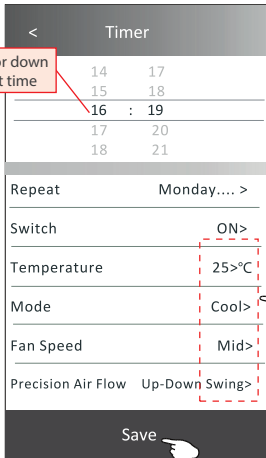 < Timer
or down
t time
14 17
15 18
16 : 19
17 20
18 21
Repeat Monday.... >
Switch ON>
Temperature 25>℃
Mode Cool>
Fan Speed Mid>
Precision Air Flow Up-Down Swing>
Save